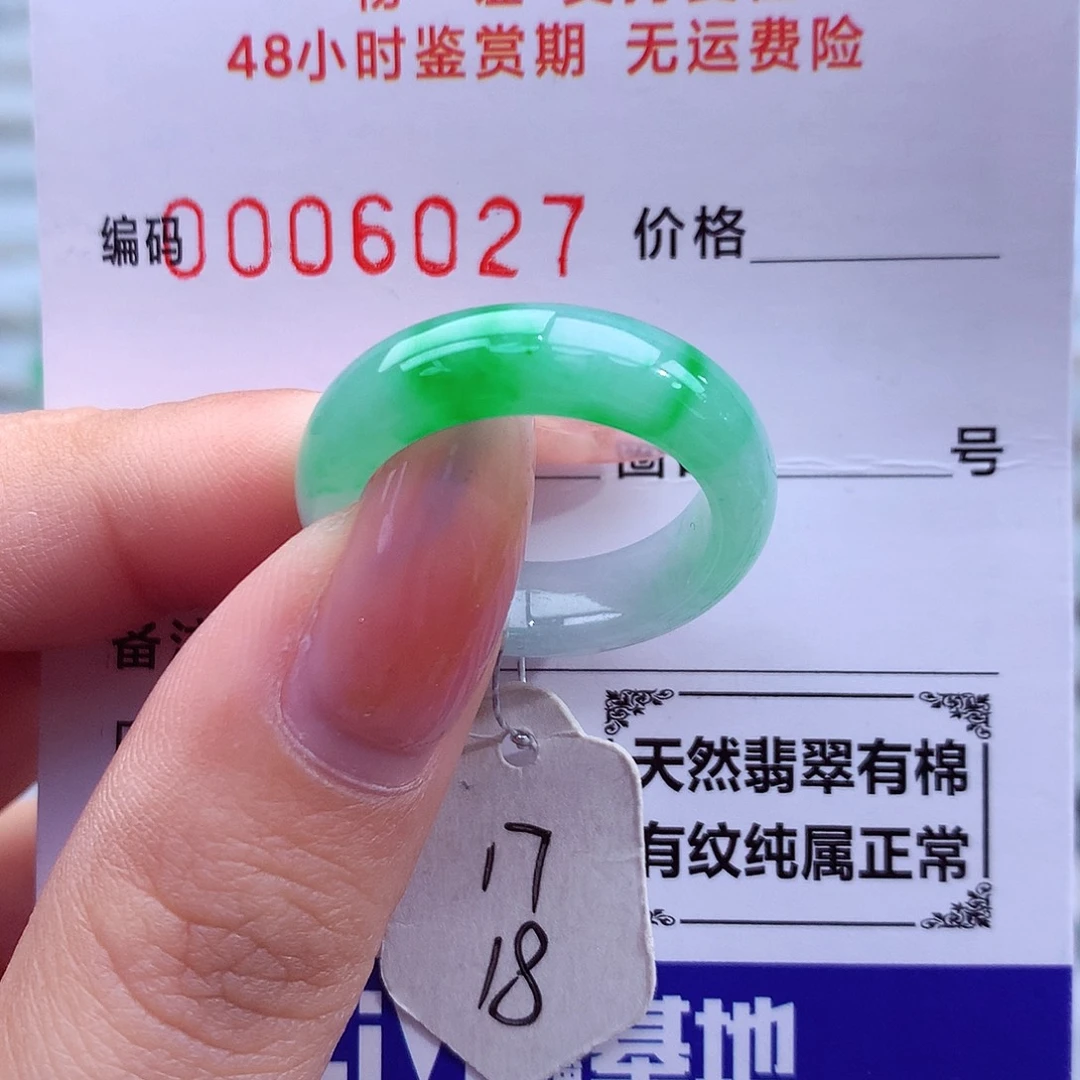 48小时鉴赏期 无运费险
编码0006027 价格
号
备
天然翡翠有棉
有纹纯属正常
17
18
基地